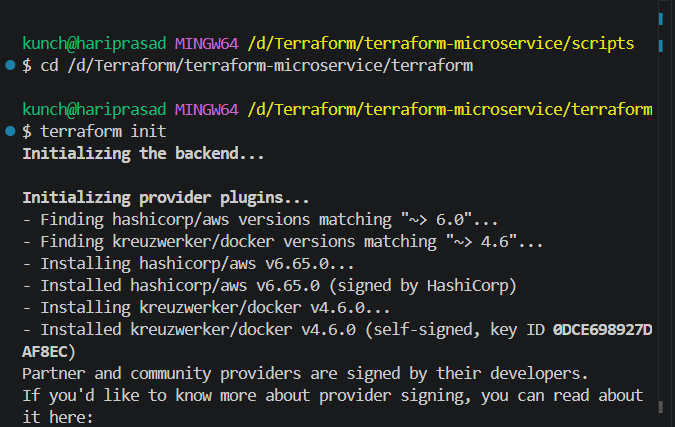 kunch@hariprasad MINGW64 /d/Terraform/terraform-microservice/scripts
$ cd /d/Terraform/terraform-microservice/terraform
kunch@hariprasad MINGW64 /d/Terraform/terraform-microservice/terraform
$ terraform init
Initializing the backend...
Initializing provider plugins...
- Finding hashicorp/aws versions matching "~> 6.0"...
- Finding kreuzwerker/docker versions matching "~> 4.6"...
- Installing hashicorp/aws v6.65.0...
- Installed hashicorp/aws v6.65.0 (signed by HashiCorp)
- Installing kreuzwerker/docker v4.6.0...
- Installed kreuzwerker/docker v4.6.0 (self-signed, key ID 0DCE698927D
AF8EC)
Partner and community providers are signed by their developers.
If you'd like to know more about provider signing, you can read about
it here: